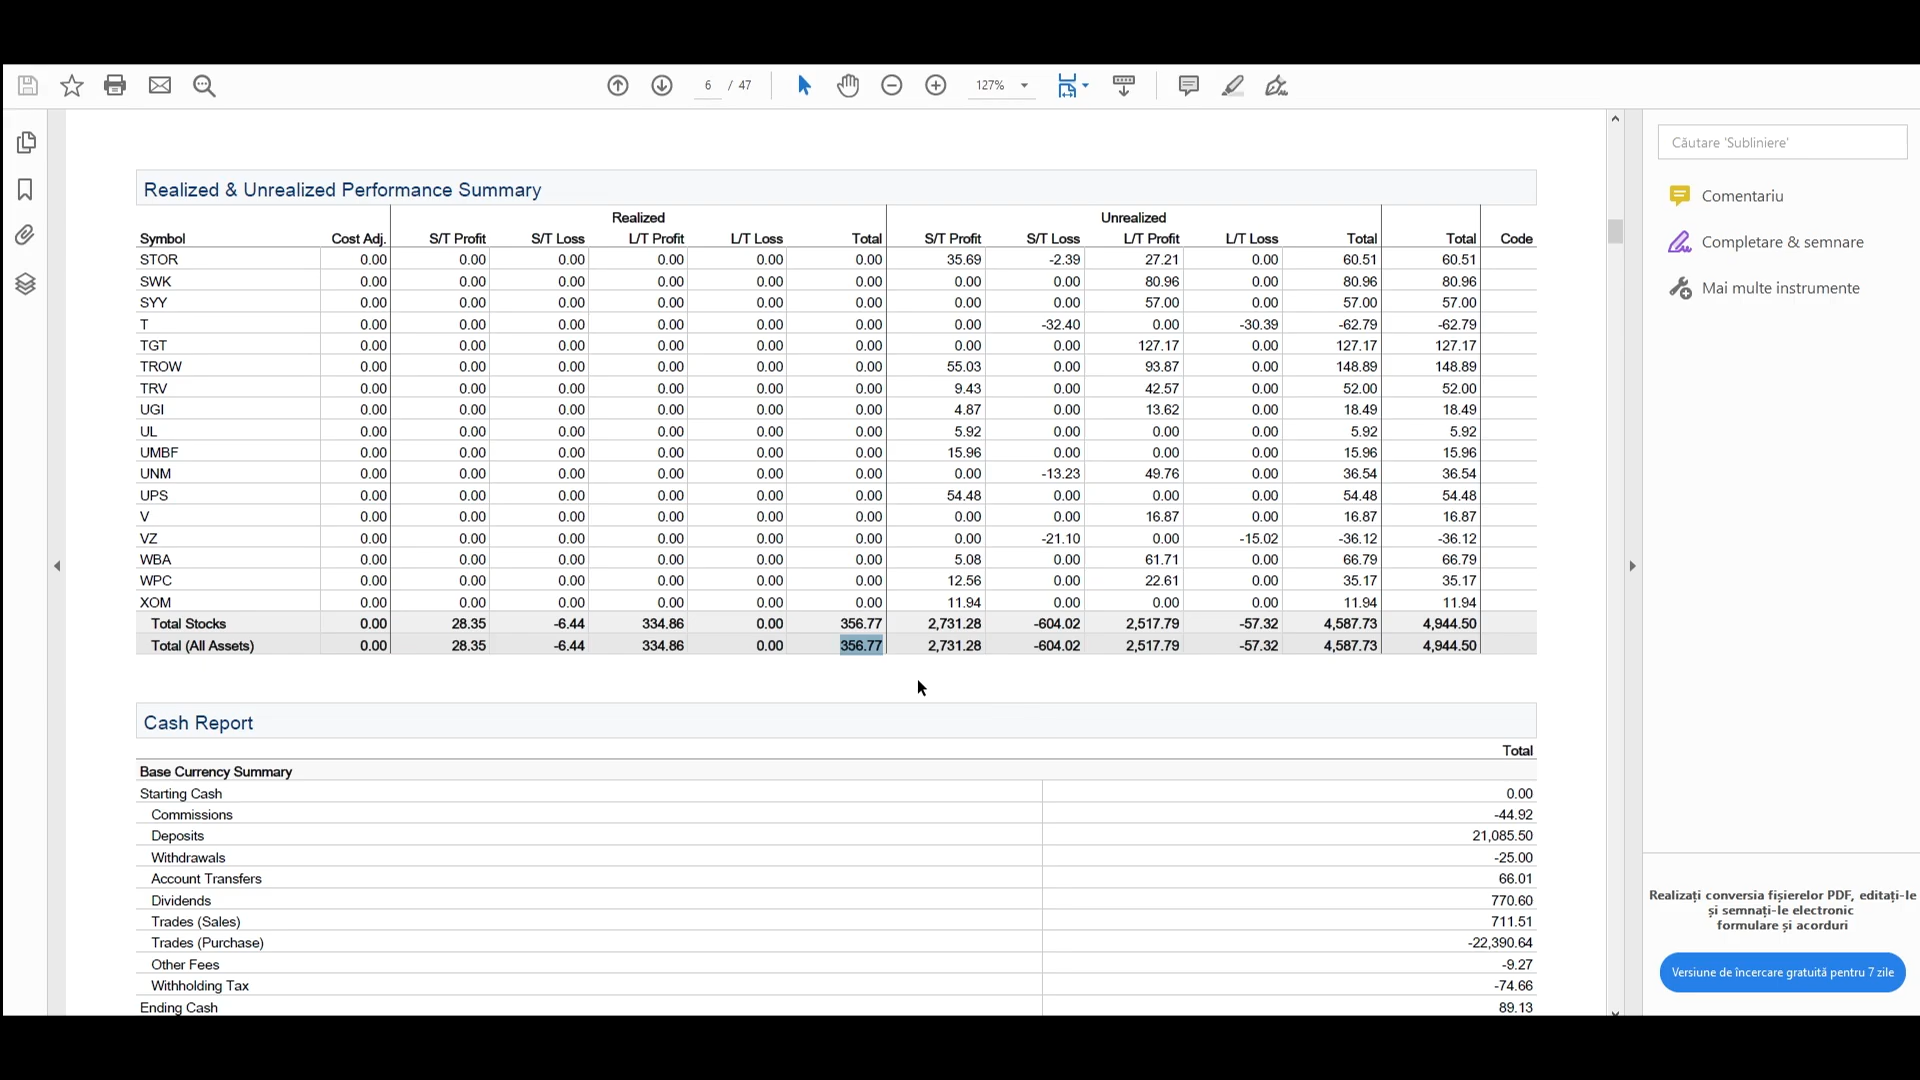 6 / 47 127%
Căutare 'Subliniere'
Comentariu
Completare & semnare
Mai multe instrumente
Realized & Unrealized Performance Summary
Realized Unrealized
Symbol Cost Adj. S/T Profit S/T Loss L/T Profit L/T Loss Total S/T Profit S/T Loss L/T Profit L/T Loss Total Total Code
STOR 0.00 0.00 0.00 0.00 0.00 0.00 35.69 -2.39 27.21 0.00 60.51 60.51
SWK 0.00 0.00 0.00 0.00 0.00 0.00 0.00 0.00 80.96 0.00 80.96 80.96
SYY 0.00 0.00 0.00 0.00 0.00 0.00 0.00 0.00 57.00 0.00 57.00 57.00
T 0.00 0.00 0.00 0.00 0.00 0.00 0.00 -32.40 0.00 -30.39 -62.79 -62.79
TGT 0.00 0.00 0.00 0.00 0.00 0.00 0.00 0.00 127.17 0.00 127.17 127.17
TROW 0.00 0.00 0.00 0.00 0.00 0.00 55.03 0.00 93.87 0.00 148.89 148.89
TRV 0.00 0.00 0.00 0.00 0.00 0.00 9.43 0.00 42.57 0.00 52.00 52.00
UGI 0.00 0.00 0.00 0.00 0.00 0.00 4.87 0.00 13.62 0.00 18.49 18.49
UL 0.00 0.00 0.00 0.00 0.00 0.00 5.92 0.00 0.00 0.00 5.92 5.92
UMBF 0.00 0.00 0.00 0.00 0.00 0.00 15.96 0.00 0.00 0.00 15.96 15.96
UNM 0.00 0.00 0.00 0.00 0.00 0.00 0.00 -13.23 49.76 0.00 36.54 36.54
UPS 0.00 0.00 0.00 0.00 0.00 0.00 54.48 0.00 0.00 0.00 54.48 54.48
V 0.00 0.00 0.00 0.00 0.00 0.00 0.00 0.00 16.87 0.00 16.87 16.87
VZ 0.00 0.00 0.00 0.00 0.00 0.00 0.00 -21.10 0.00 -15.02 -36.12 -36.12
WBA 0.00 0.00 0.00 0.00 0.00 0.00 5.08 0.00 61.71 0.00 66.79 66.79
WPC 0.00 0.00 0.00 0.00 0.00 0.00 12.56 0.00 22.61 0.00 35.17 35.17
XOM 0.00 0.00 0.00 0.00 0.00 0.00 11.94 0.00 0.00 0.00 11.94 11.94
Total Stocks 0.00 28.35 -6.44 334.86 0.00 356.77 2,731.28 -604.02 2,517.79 -57.32 4,587.73 4,944.50
Total (All Assets) 0.00 28.35 -6.44 334.86 0.00 356.77 2,731.28 -604.02 2,517.79 -57.32 4,587.73 4,944.50
Cash Report
Total
Base Currency Summary
Starting Cash 0.00
Commissions -44.92
Deposits 21,085.50
Withdrawals -25.00
Account Transfers 66.01
Dividends 770.60
Trades (Sales) 711.51
Trades (Purchase) -22,390.64
Other Fees -9.27
Withholding Tax -74.66
Ending Cash 89.13
Realizați conversia fișierelor PDF, editați-le
și semnați-le electronic
formulare și acorduri
Versiune de încercare gratuită pentru 7 zile